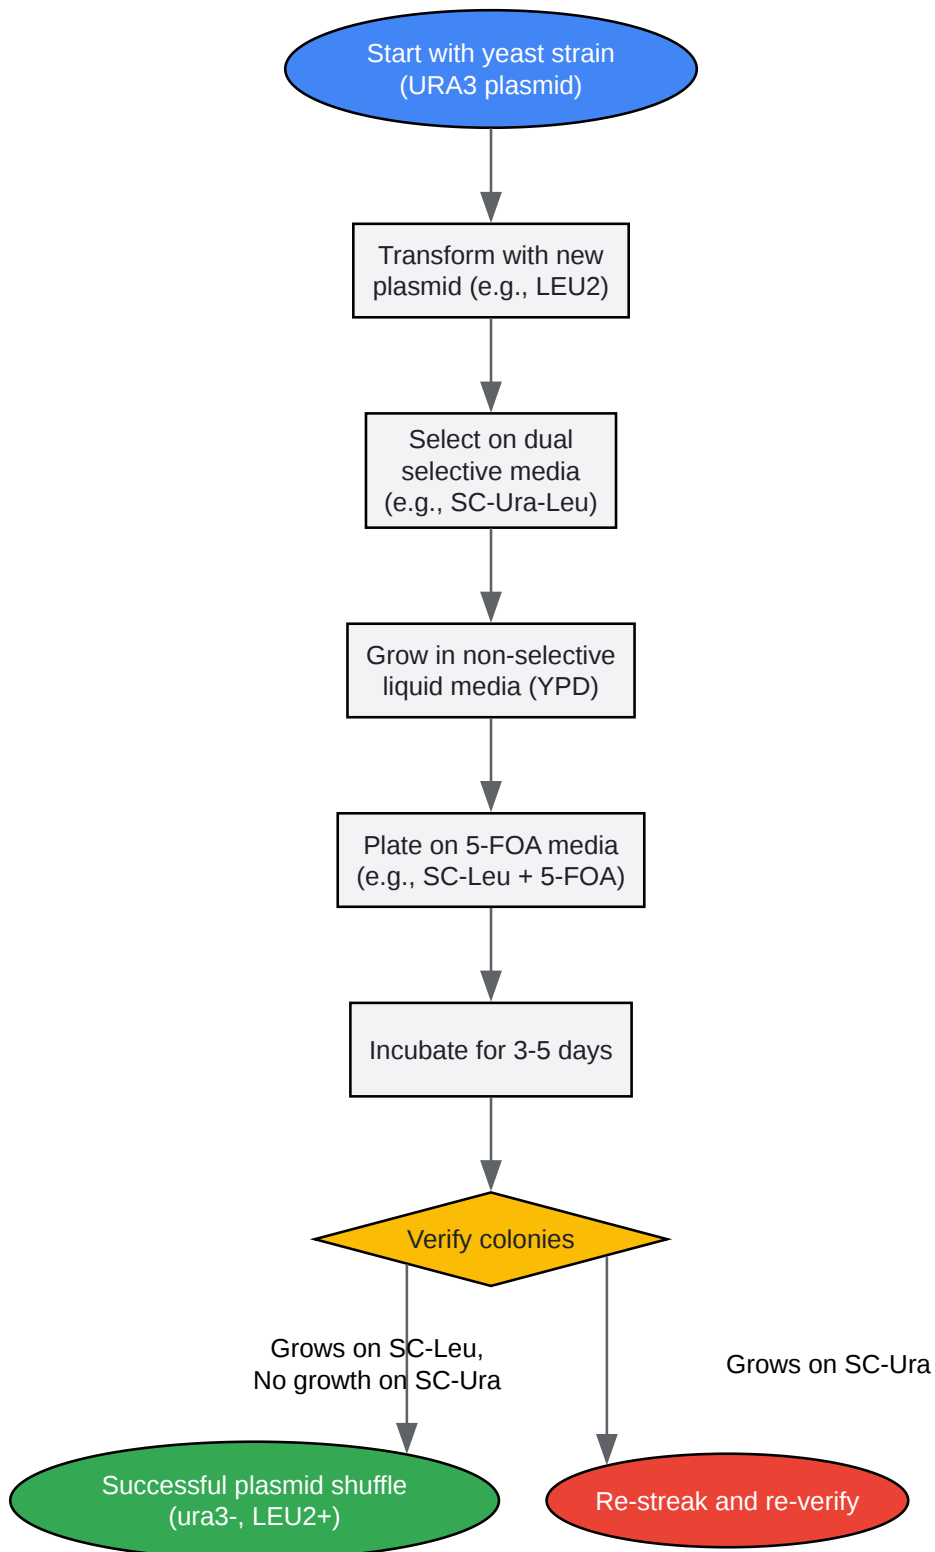 Start with yeast strain
(URA3 plasmid)
Transform with new
plasmid (e.g., LEU2)
Select on dual
selective media
(e.g., SC-Ura-Leu)
Grow in non-selective
liquid media (YPD)
Plate on 5-FOA media
(e.g., SC-Leu + 5-FOA)
Incubate for 3-5 days
Verify colonies
Grows on SC-Leu,
No growth on SC-Ura
Grows on SC-Ura
Successful plasmid shuffle
(ura3-, LEU2+)
Re-streak and re-verify